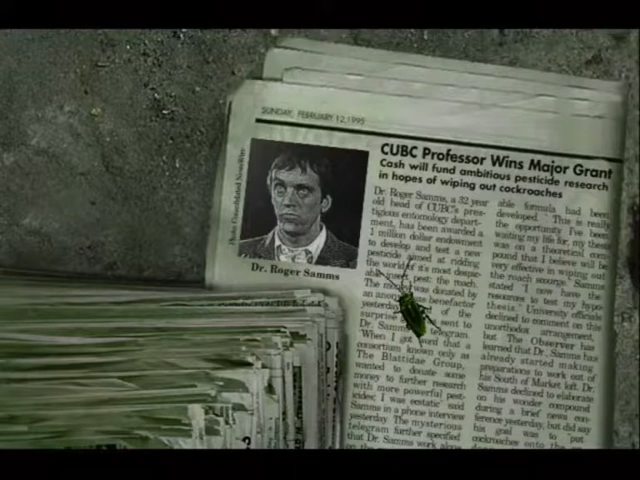 SUNDAY, FEBRUARY 12, 1995
CUBC Professor Wins Major Grant
Cash will fund ambitious pesticide research
in hopes of wiping out cockroaches
Photo Consolidated
Dr. Roger Samms
Dr. Roger Samms, a 32 year
old head of CUBC's pres-
tigious entomology depart-
ment, has been awarded a
1 million dollar endowment
to develop and test a new
pesticide aimed at ridding
the world of it's most despic-
able insect pest: the roach.
The was donated by
an benefactor
yesterday of the
sent to
Dr. Samms telegram.
"When I got word that a
consortium known only as
The Blattidae Group,
wanted to donate some
money to further research
with more powerful pest-
icides, I was ecstatic" said
Samms in a phone interview
yesterday. The mysterious
telegram further specified
that Dr. Samms work alone
able formula had been
developed. "This is really
the opportunity I've been
waiting my life for, my thesis
was on a theoretical com-
pound that I believe will be
very effective in wiping out
the roach scourge." Samms
stated "I now have the
resources to test my hypo-
thesis." University officials
declined to comment on this
unorthodox arrangement,
but The Observer has
learned that Dr. Samms has
already started making
preparations to work out of
his South of Market loft. Dr.
Samms declined to elaborate
on his wonder compound
during a brief news con-
ference yesterday, but did say
his goal was to "put
cockroaches onto the